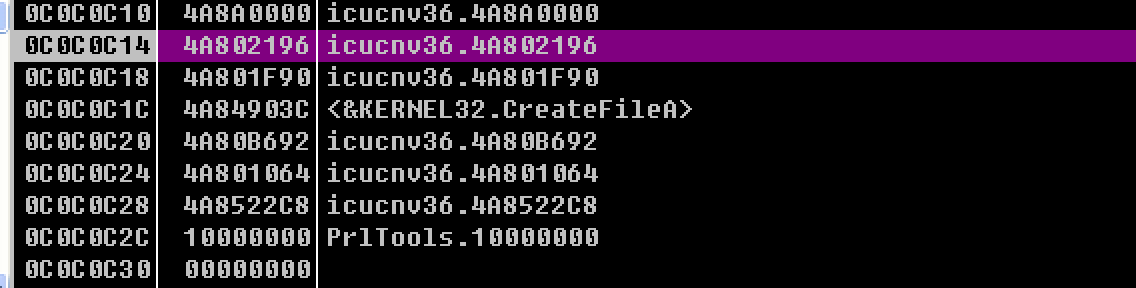 0C0C0C10 4A8A0000 icucnv36.4A8A0000
0C0C0C14 4A802196 icucnv36.4A802196
0C0C0C18 4A801F90 icucnv36.4A801F90
0C0C0C1C 4A84903C <&KERNEL32.CreateFileA>
0C0C0C20 4A80B692 icucnv36.4A80B692
0C0C0C24 4A801064 icucnv36.4A801064
0C0C0C28 4A8522C8 icucnv36.4A8522C8
0C0C0C2C 10000000 PrlTools.10000000
0C0C0C30 00000000